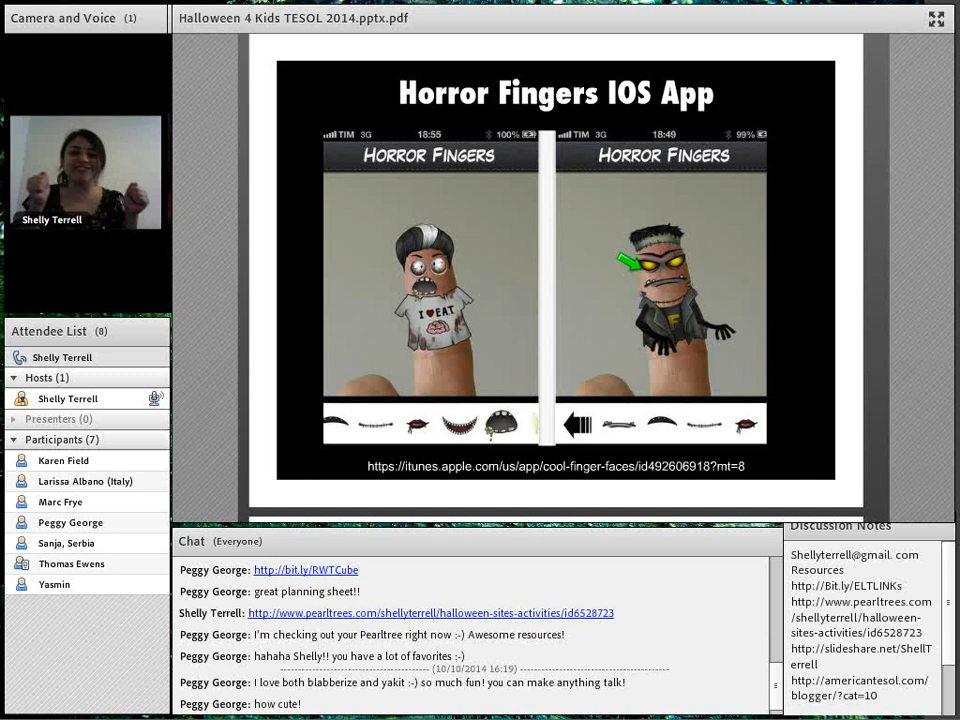 Camera and Voice (1)
Shelly Terrell
Attendee List (8)
Shelly Terrell
Hosts (1)
Shelly Terrell
Presenters (0)
Participants (7)
Karen Field
Larissa Albano (Italy)
Marc Frye
Peggy George
Sanja, Serbia
Thomas Ewens
Yasmin
Halloween 4 Kids TESOL 2014.pptx.pdf
Horror Fingers IOS App
TIM 3G 18:55 100%
HORROR FINGERS
I EAT
TIM 3G 18:49 99%
HORROR FINGERS
F
https://itunes.apple.com/us/app/cool-finger-faces/id492606918?mt=8
Chat (Everyone)
Peggy George: http://bit.ly/RWTCube
Peggy George: great planning sheet!!
Shelly Terrell: http://www.pearltrees.com/shellyterrell/halloween-sites-activities/id6528723
Peggy George: I'm checking out your Pearltree right now :-) Awesome resources!
Peggy George: hahaha Shelly!! you have a lot of favorites :-)
(10/10/2014 16:19)
Peggy George: I love both blabberize and yakit :-) so much fun! you can make anything talk!
Peggy George: how cute!
Discussion Notes
Shellyterrell@gmail. com
Resources
http://Bit.ly/ELTLINKs
http://www.pearltrees.com
/shellyterrell/halloween-
sites-activities/id6528723
http://slideshare.net/ShellT
errell
http://americantesol.com/
blogger/?cat=10